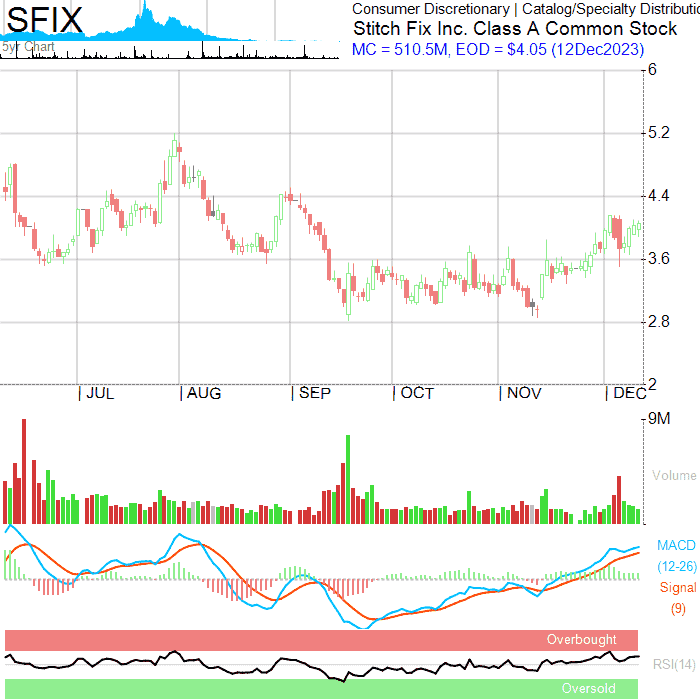 SFIX
5yr Chart
Consumer Discretionary | Catalog/Specialty Distributio
Stitch Fix Inc. Class A Common Stock
MC = 510.5M, EOD = $4.05 (12Dec2023)
6
5.2
4.4
3.6
2.8
2
| JUL | AUG | SEP | OCT | NOV | DEC
9M
Volume
MACD
(12-26)
Signal
(9)
Overbought
RSI(14)
Oversold